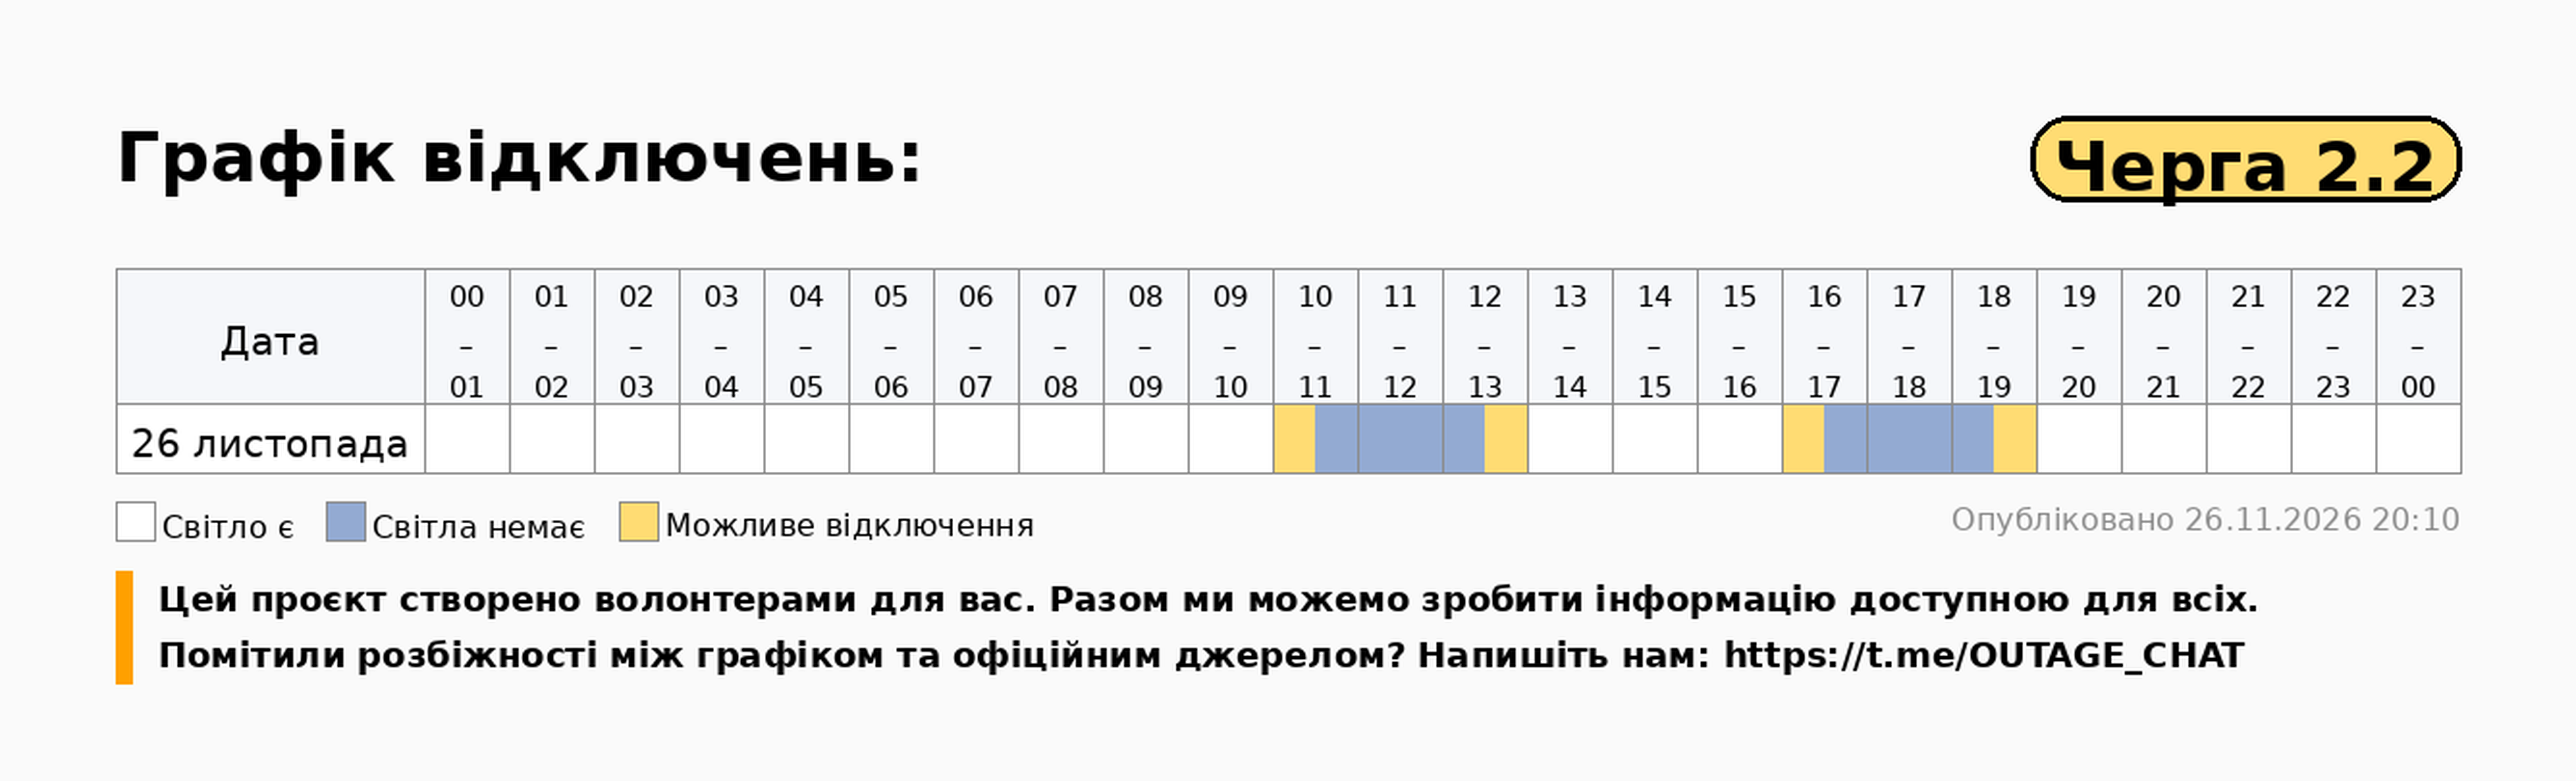 Графік відключень:
Черга 2.2
Дата
00 – 01
01 – 02
02 – 03
03 – 04
04 – 05
05 – 06
06 – 07
07 – 08
08 – 09
09 – 10
10 – 11
11 – 12
12 – 13
13 – 14
14 – 15
15 – 16
16 – 17
17 – 18
18 – 19
19 – 20
20 – 21
21 – 22
22 – 23
23 – 00
26 листопада
Світло є
Світла немає
Можливе відключення
Опубліковано 26.11.2026 20:10
Цей проєкт створено волонтерами для вас. Разом ми можемо зробити інформацію доступною для всіх.
Помітили розбіжності між графіком та офіційним джерелом? Напишіть нам: https://t.me/OUTAGE_CHAT